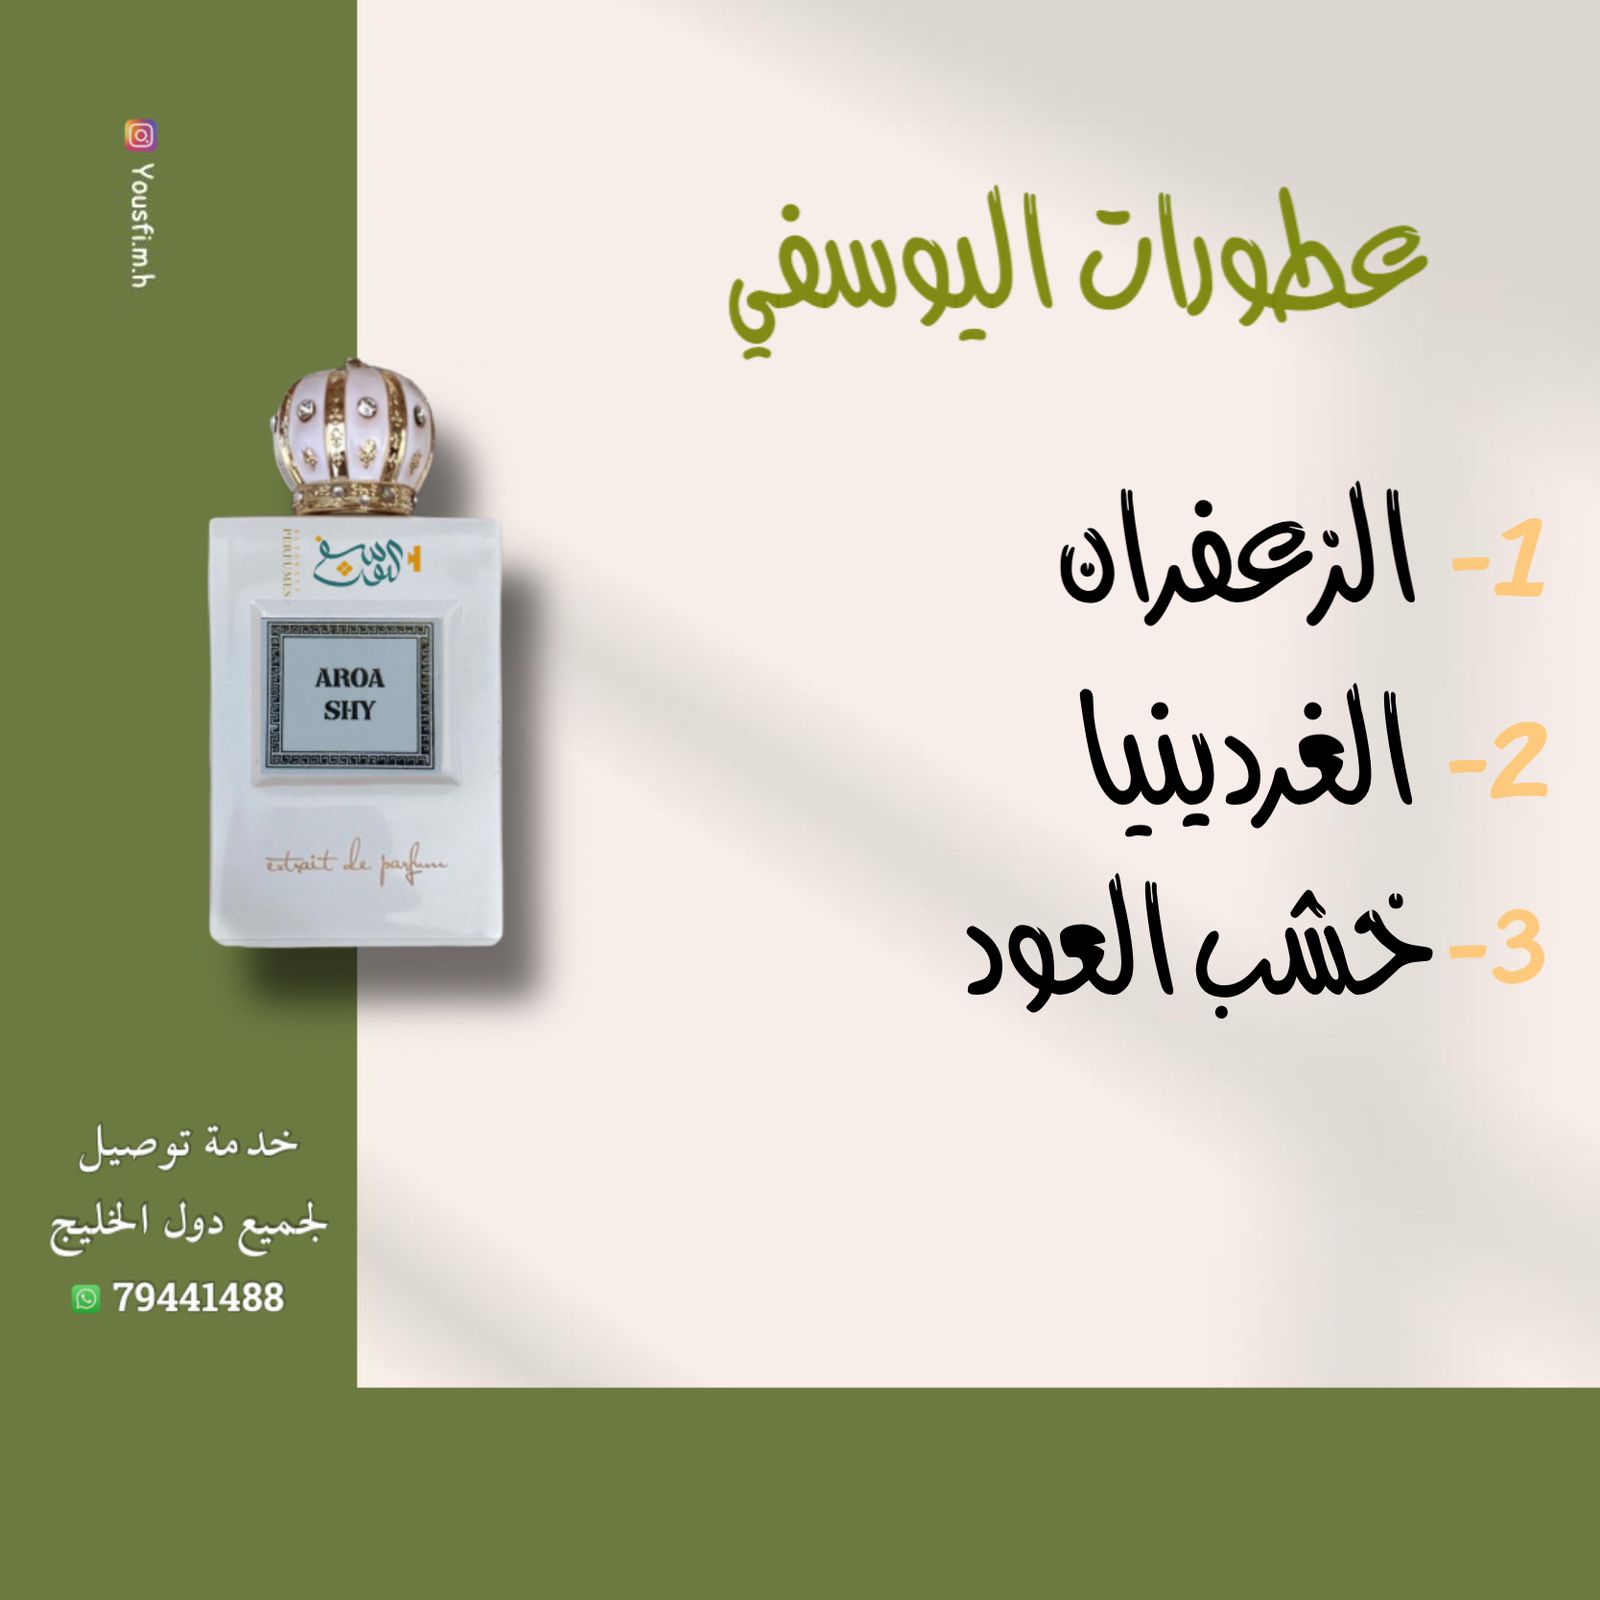 Yousfi.m.h
عطورات اليوسفي
1- الزعفران
2- الغردينيا
3- خشب العود
اليوسفي
PERFUMES
AROA
SHY
extrait de parfum
خدمة توصيل
لجميع دول الخليج
79441488